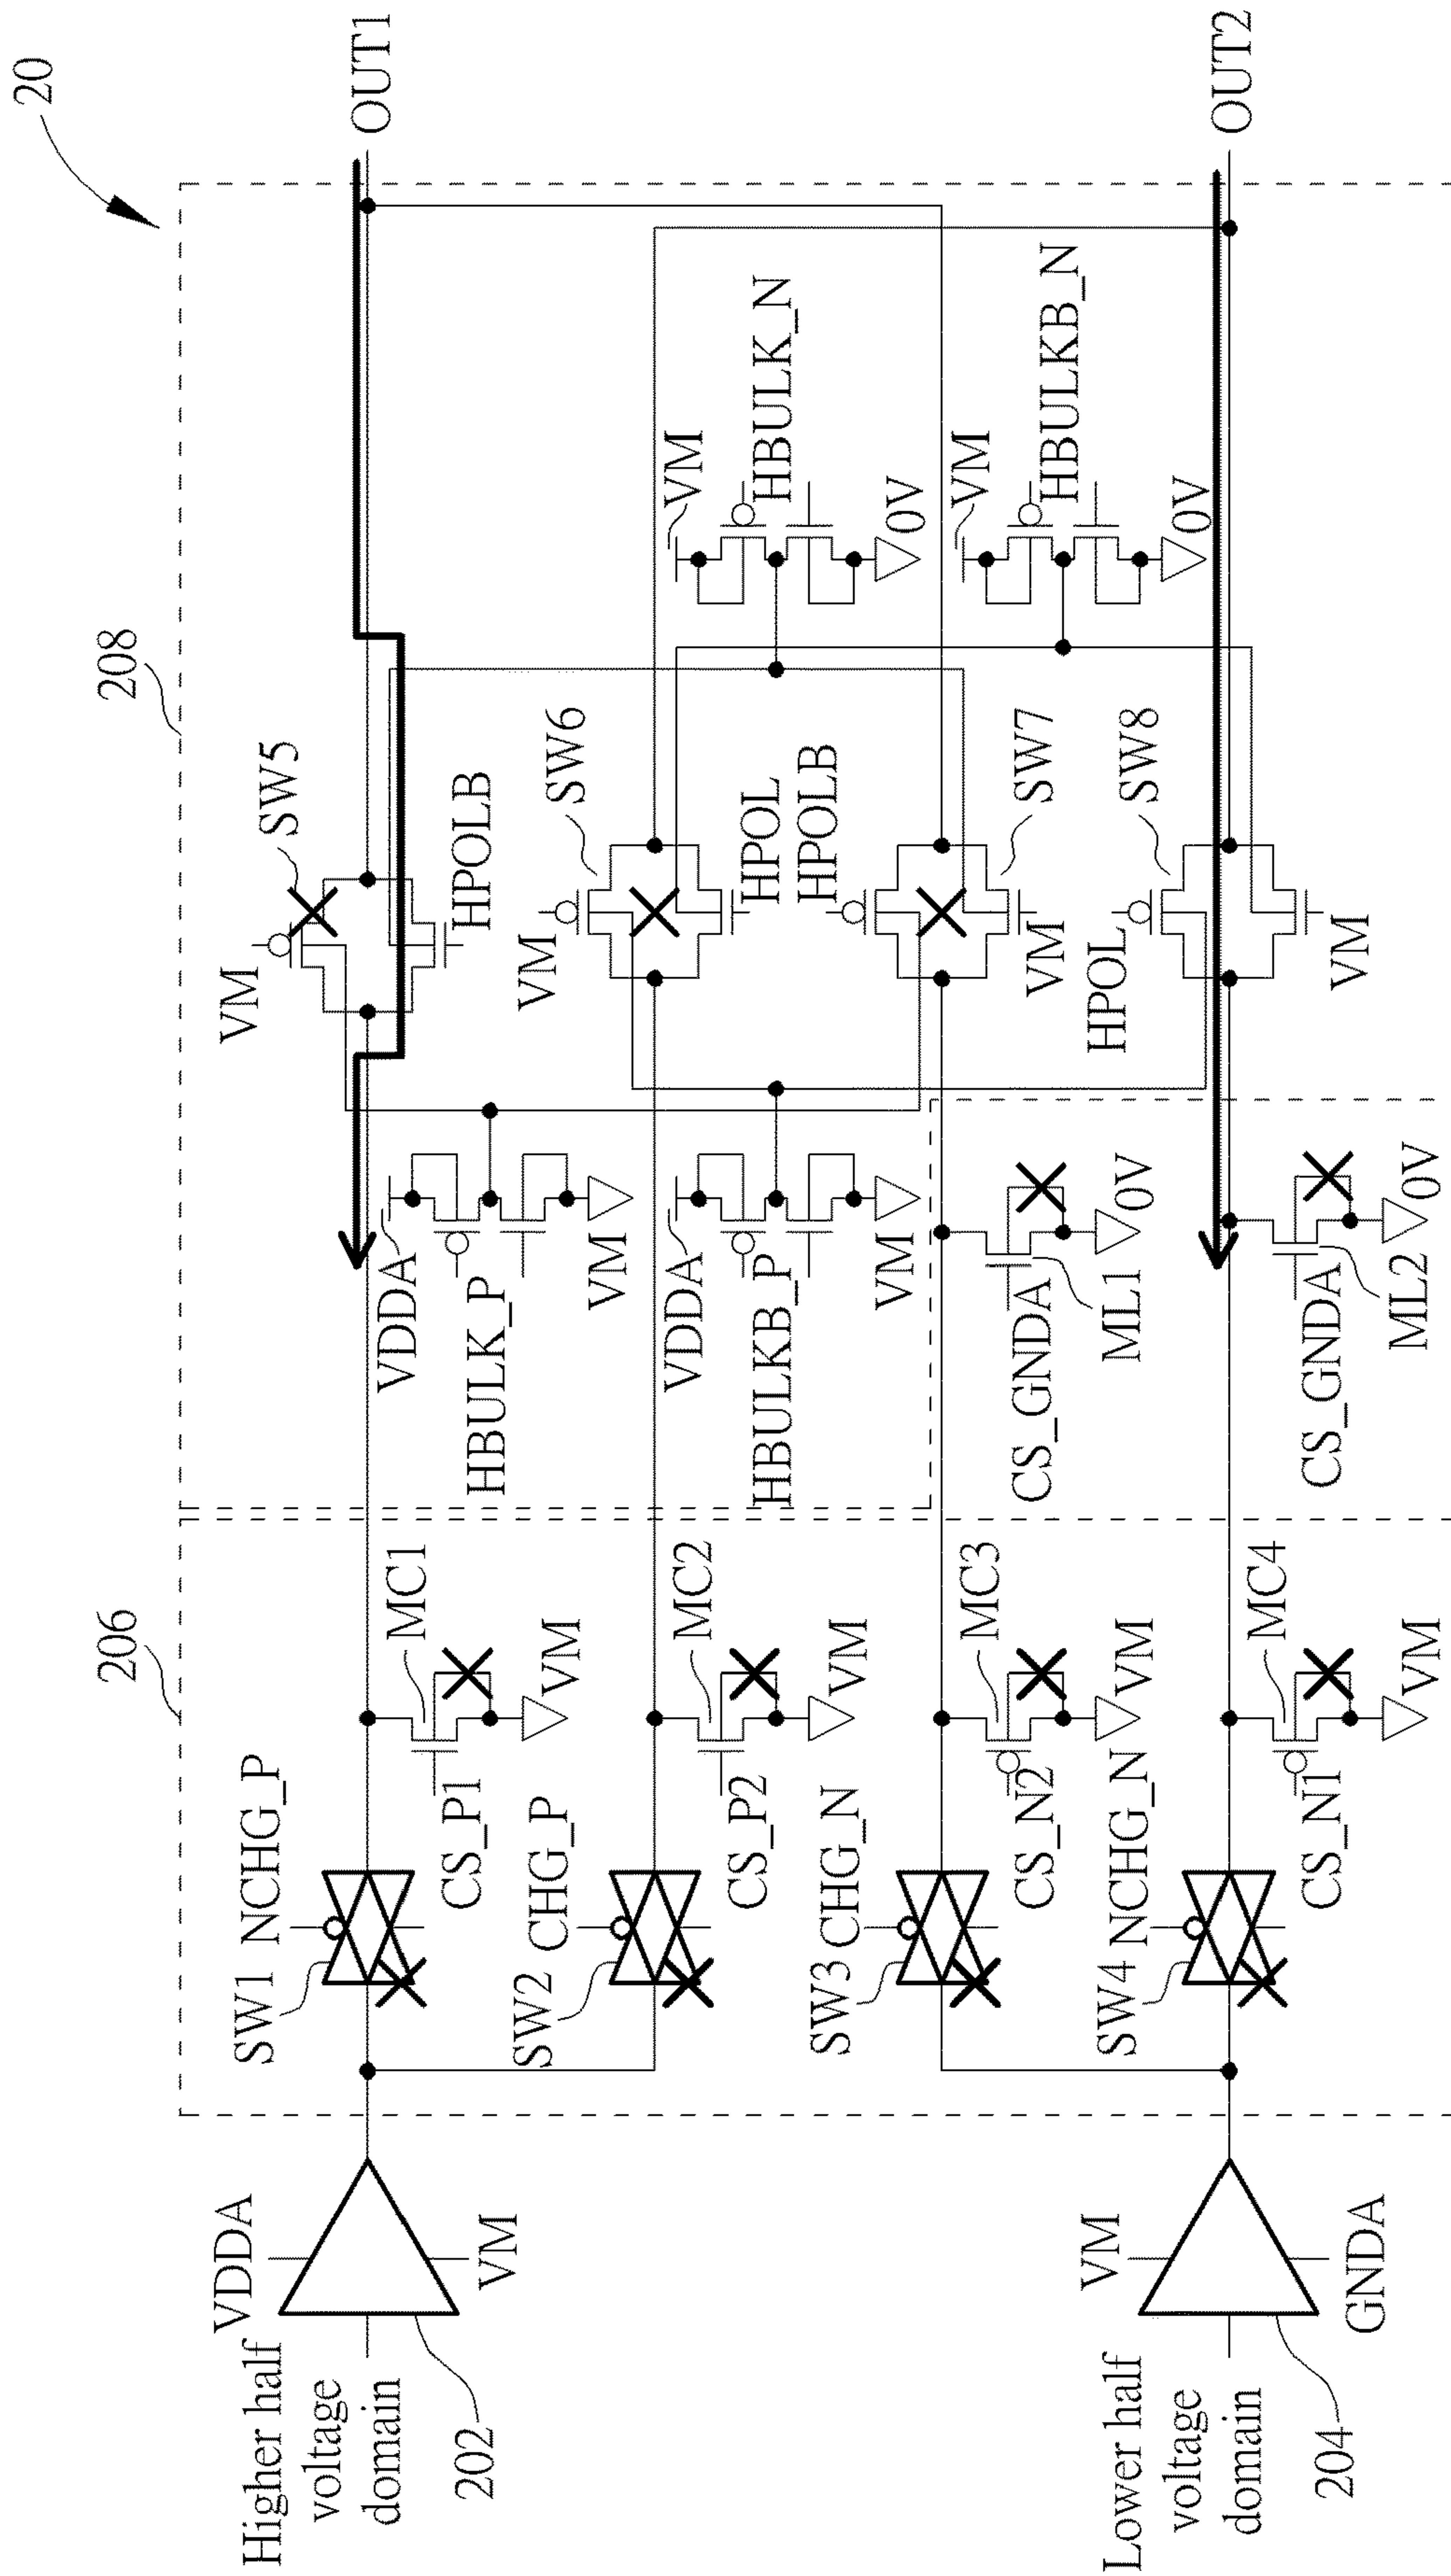 20
206
208
VDDA
Higher half
voltage
domain
202
VM
SW1
NCHG_P
MC1
CS_P1
VM
SW2
CHG_P
MC2
CS_P2
VM
VDDA
HBULK_P
VM
VDDA
HBULKB_P
VM
VM
SW5
HPOLB
OUT1
VM
SW6
HPOL
VM
HBULK_N
0V
HPOLB
SW7
VM
VM
HBULKB_N
0V
HPOL
SW8
VM
OUT2
SW3
CHG_N
MC3
CS_N2
VM
CS_GNDA
ML1
0V
VM
Lower half
voltage
domain
204
GNDA
SW4
NCHG_N
MC4
CS_N1
VM
CS_GNDA
ML2
0V